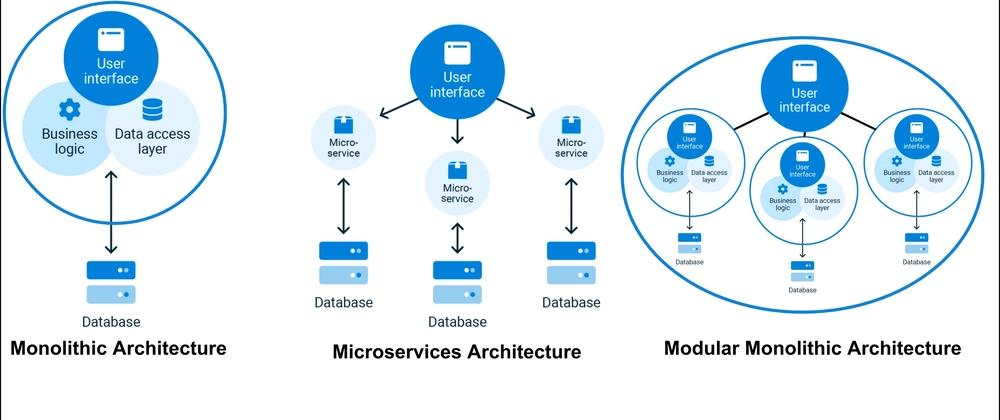 User
interface
Business
logic
Data access
layer
Database
Monolithic Architecture
User
interface
Micro-
service
Micro-
service
Micro-
service
Database
Database
Database
Microservices Architecture
User
interface
User
interface
Business
logic
Data access
layer
Database
User
interface
Business
logic
Data access
layer
Database
User
interface
Business
logic
Data access
layer
Database
Modular Monolithic Architecture